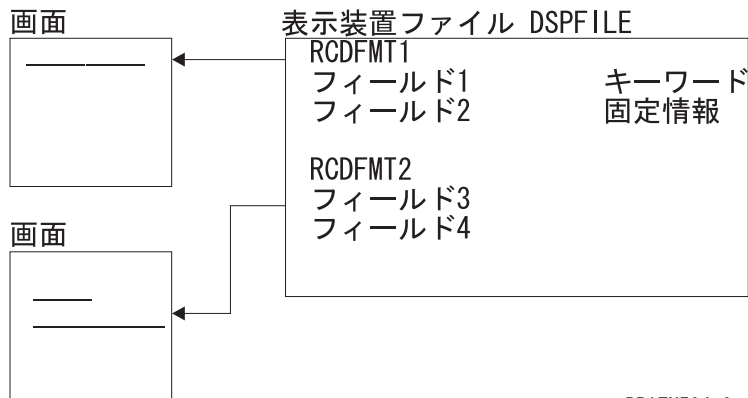 画面
表示装置ファイル DSPFILE
RCDFMT1
フィールド1 キーワード
フィールド2 固定情報
RCDFMT2
フィールド3
フィールド4
画面